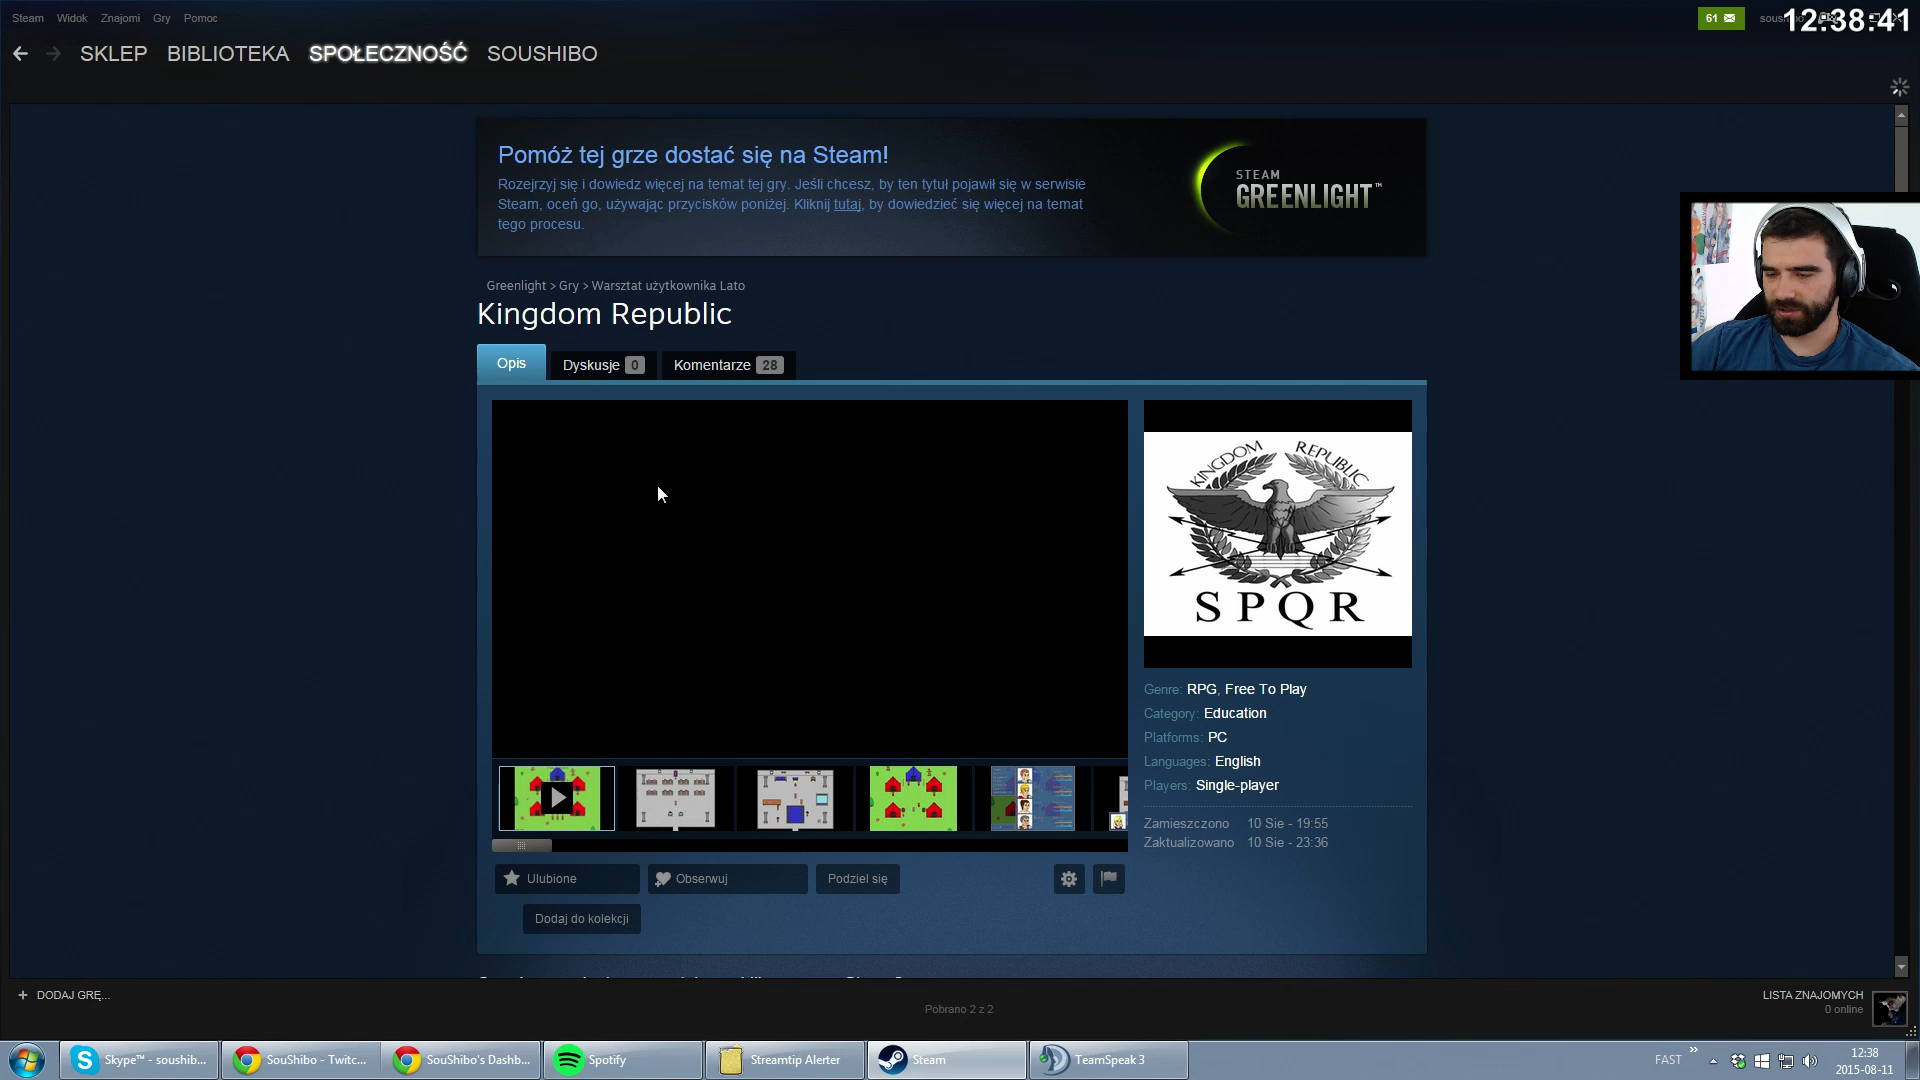 Steam Widok Znajomi Gry Pomoc
61
12:38:41
SKLEP BIBLIOTEKA SPOŁECZNOŚĆ SOUSHIBO
Pomóż tej grze dostać się na Steam!
Rozejrzyj się i dowiedz więcej na temat tej gry. Jeśli chcesz, by ten tytuł pojawił się w serwisie
Steam, oceń go, używając przycisków poniżej. Kliknij tutaj, by dowiedzieć się więcej na temat
tego procesu.
STEAM
GREENLIGHT™
Greenlight > Gry > Warsztat użytkownika Lato
Kingdom Republic
Opis
Dyskusje 0
Komentarze 28
KINGDOM REPUBLIC
SPQR
Genre: RPG, Free To Play
Category: Education
Platforms: PC
Languages: English
Players: Single-player
Zamieszczono 10 Sie - 19:55
Zaktualizowano 10 Sie - 23:36
Ulubione
Obserwuj
Podziel się
Dodaj do kolekcji
+ DODAJ GRĘ...
Pobrano 2 z 2
LISTA ZNAJOMYCH
0 online
Skype™ - soushib...
SouShibo - Twitc...
SouShibo's Dashb...
Spotify
Streamtip Alerter
Steam
TeamSpeak 3
FAST
12:38
2015-08-11